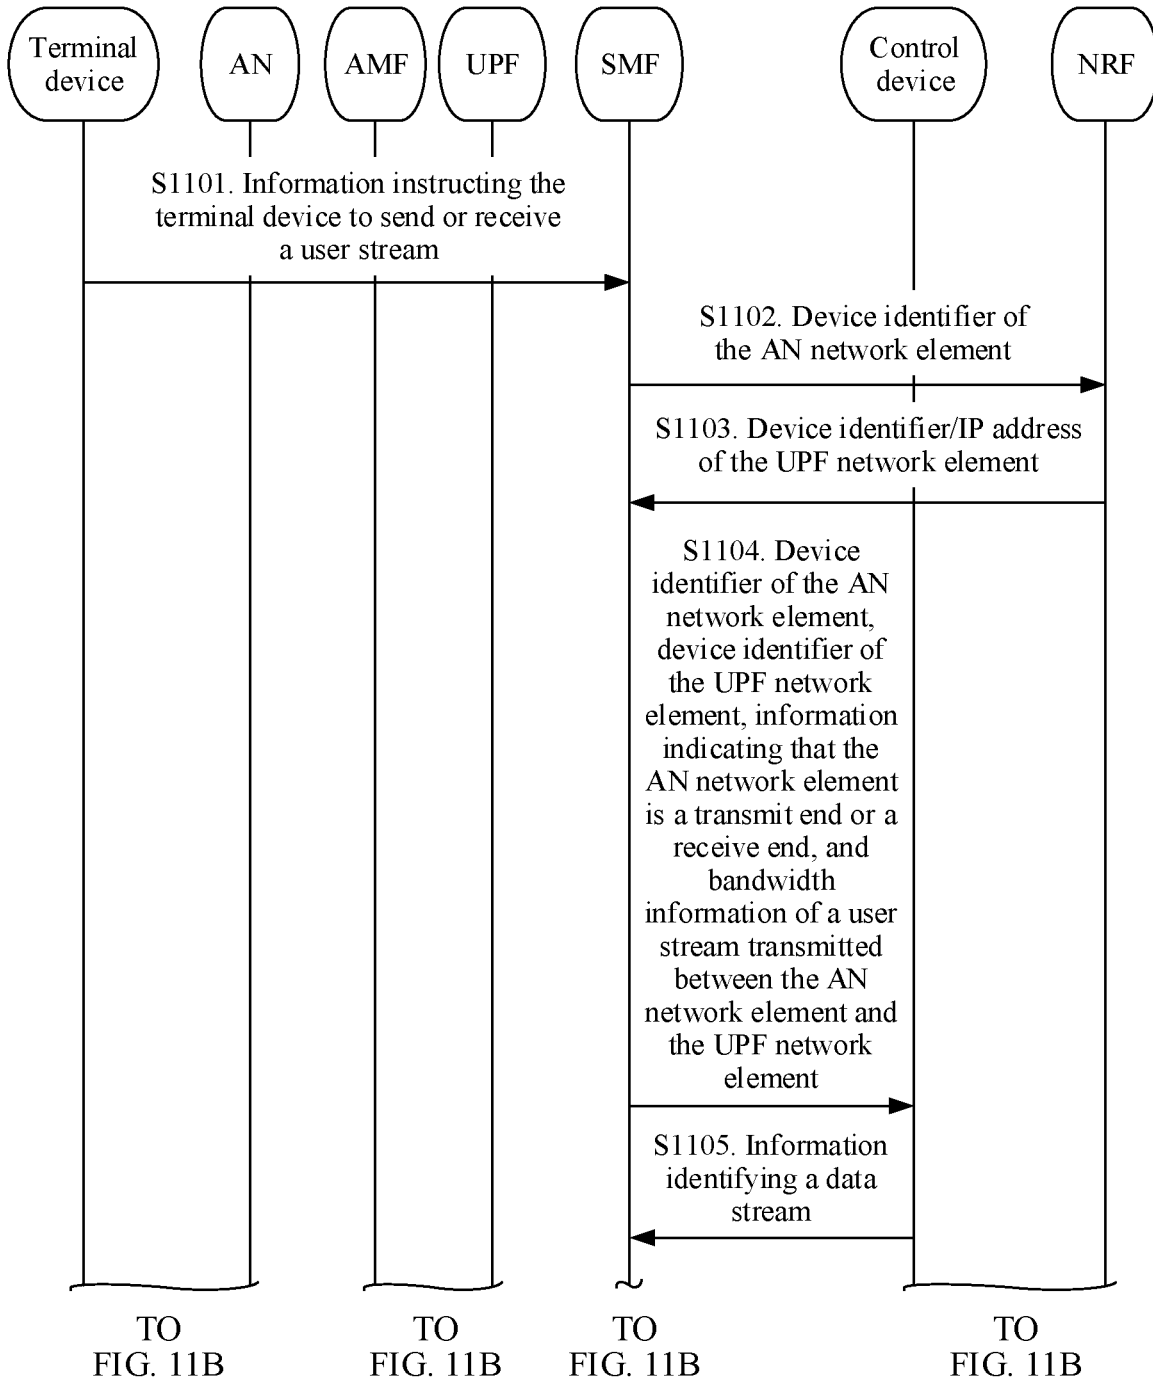 Terminal
device
AN
AMF
UPF
SMF
Control
device
NRF
S1101. Information instructing the
terminal device to send or receive
a user stream
S1102. Device identifier of
the AN network element
S1103. Device identifier/IP address
of the UPF network element
S1104. Device
identifier of the AN
network element,
device identifier of
the UPF network
element, information
indicating that the
AN network element
is a transmit end or a
receive end, and
bandwidth
information of a user
stream transmitted
between the AN
network element and
the UPF network
element
S1105. Information
identifying a data
stream
TO
FIG. 11B
TO
FIG. 11B
TO
FIG. 11B
TO
FIG. 11B